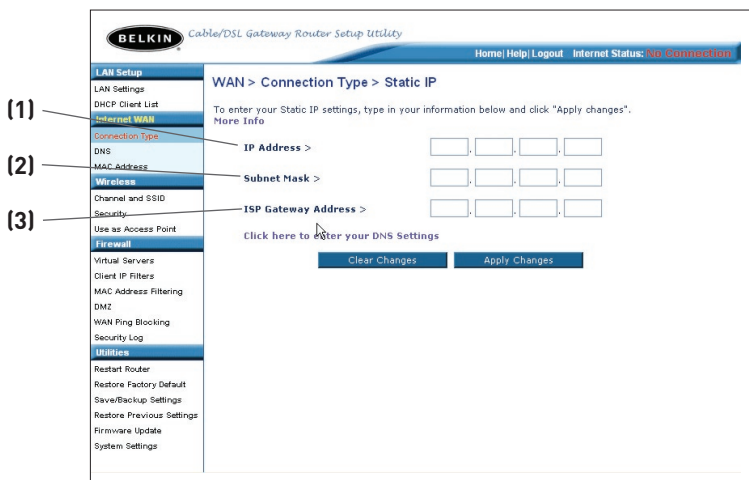 BELKIN
Cable/DSL Gateway Router Setup Utility
Home| Help| Logout Internet Status: No Connection
LAN Setup
LAN Settings
DHCP Client List
Internet WAN
Connection Type
DNS
MAC Address
Wireless
Channel and SSID
Security
Use as Access Point
Firewall
Virtual Servers
Client IP Filters
MAC Address Filtering
DMZ
WAN Ping Blocking
Security Log
Utilities
Restart Router
Restore Factory Default
Save/Backup Settings
Restore Previous Settings
Firmware Update
System Settings
WAN > Connection Type > Static IP
To enter your Static IP settings, type in your information below and click "Apply changes".
More Info
(1)
IP Address >
. . .
(2)
Subnet Mask >
. . .
(3)
ISP Gateway Address >
. . .
Click here to enter your DNS Settings
Clear Changes
Apply Changes